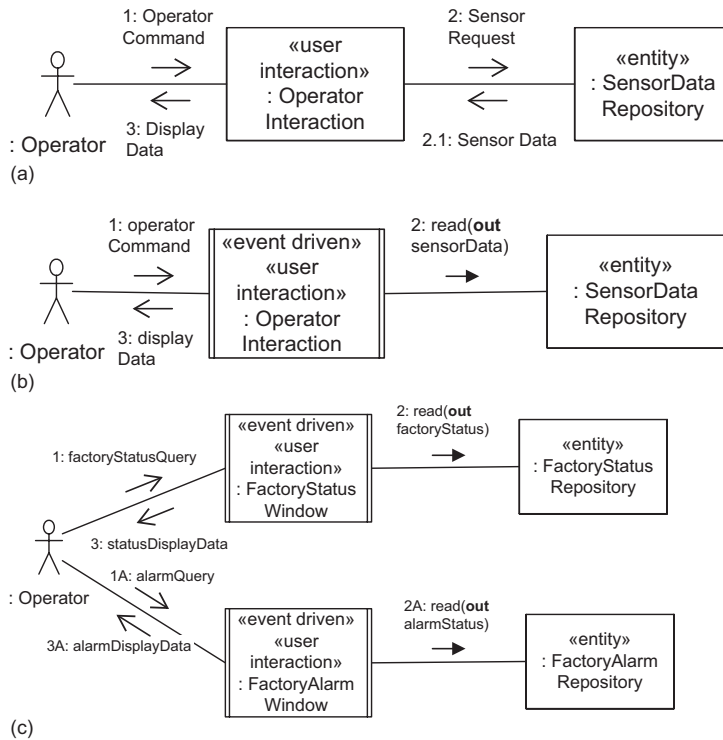 1: Operator
Command
2: Sensor
Request
«user
interaction»
: Operator
Interaction
«entity»
: SensorData
Repository
3: Display
Data
2.1: Sensor Data
: Operator
(a)
1: operator
Command
2: read(out
sensorData)
«event driven»
«user
interaction»
: Operator
Interaction
«entity»
: SensorData
Repository
3: display
Data
: Operator
(b)
1: factoryStatusQuery
«event driven»
«user
interaction»
: FactoryStatus
Window
2: read(out
factoryStatus)
«entity»
: FactoryStatus
Repository
3: statusDisplayData
: Operator
1A: alarmQuery
3A: alarmDisplayData
«event driven»
«user
interaction»
: FactoryAlarm
Window
2A: read(out
alarmStatus)
«entity»
: FactoryAlarm
Repository
(c)